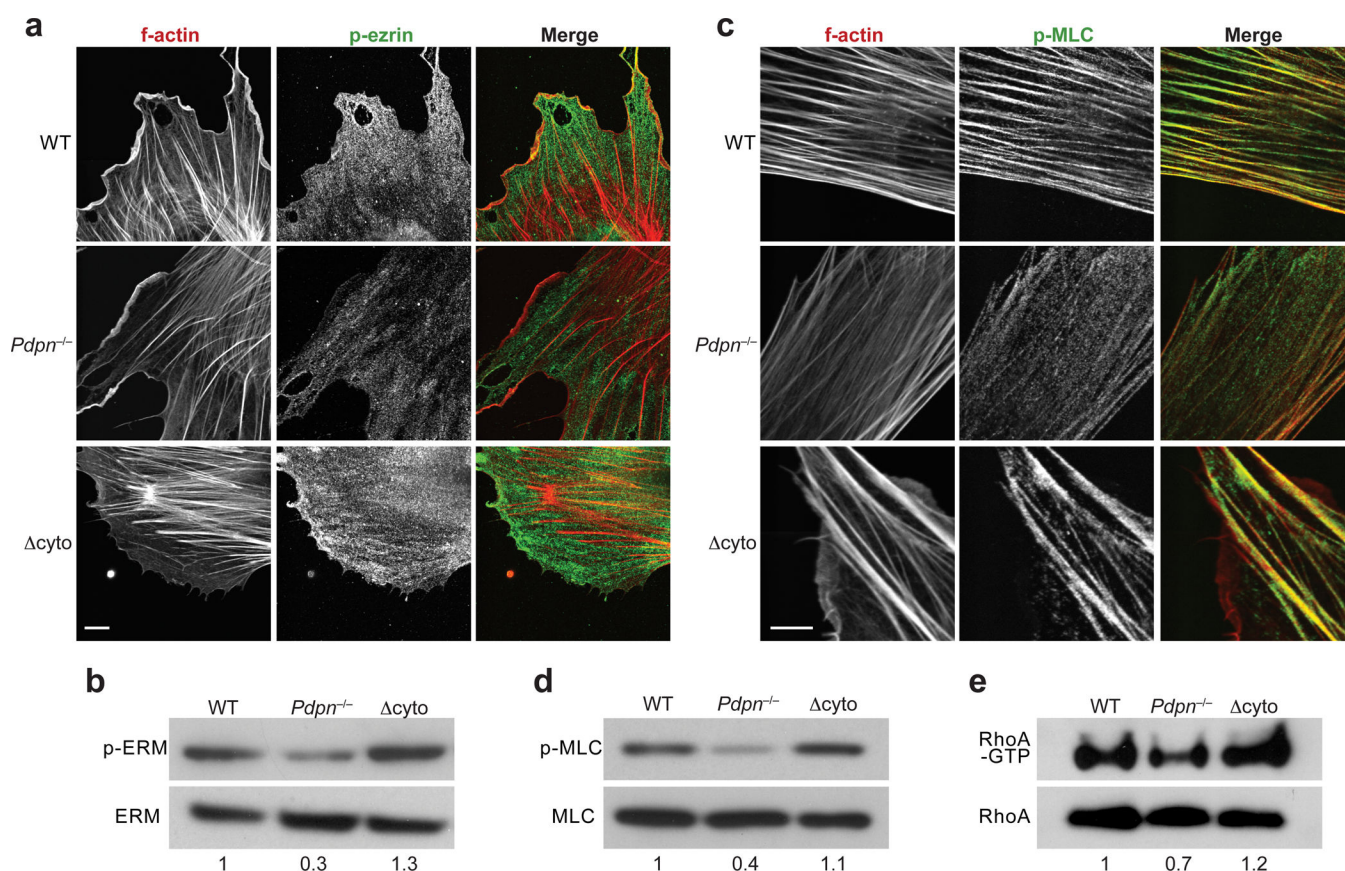 a
f-actin p-ezrin Merge
WT
Pdpn–/–
Δcyto
b
WT Pdpn–/– Δcyto
p-ERM
ERM
1 0.3 1.3
c
f-actin p-MLC Merge
WT
Pdpn–/–
Δcyto
d
WT Pdpn–/– Δcyto
p-MLC
MLC
1 0.4 1.1
e
WT Pdpn–/– Δcyto
RhoA
-GTP
RhoA
1 0.7 1.2